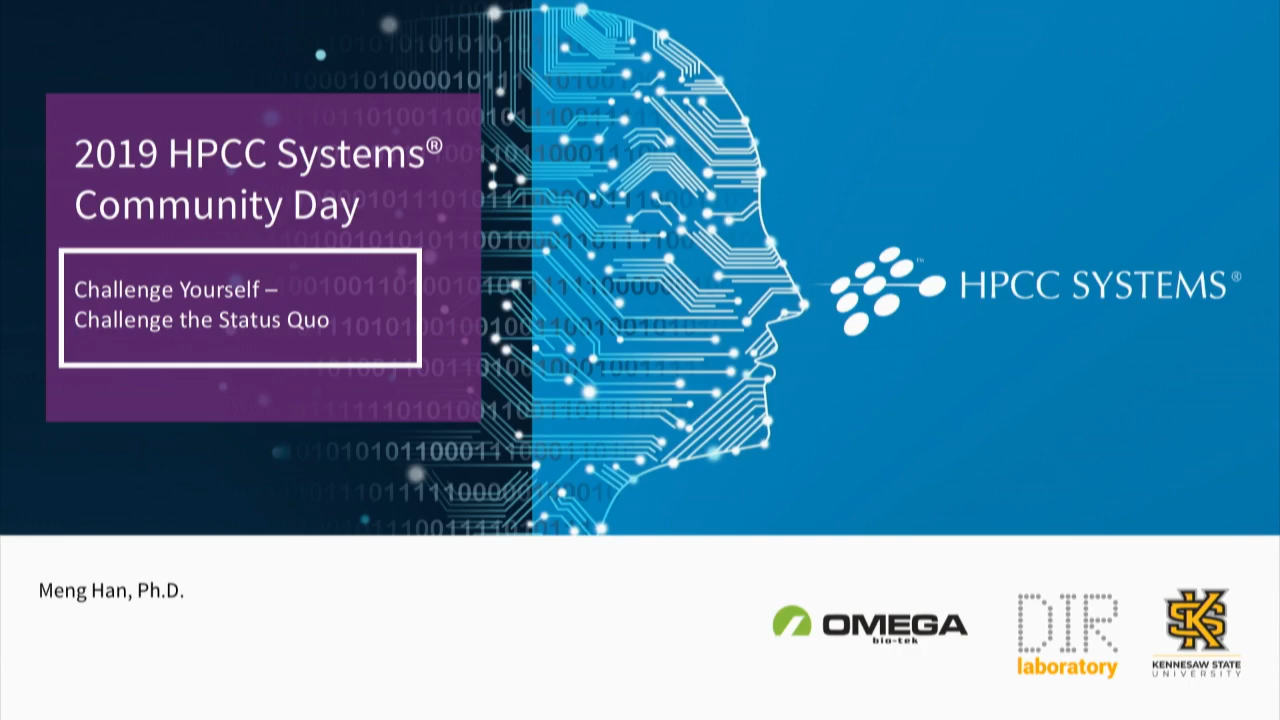 2019 HPCC Systems®
Community Day
Challenge Yourself –
Challenge the Status Quo
HPCC SYSTEMS®
Meng Han, Ph.D.
OMEGA
bio-tek
DIR
laboratory
KENNESAW STATE
UNIVERSITY